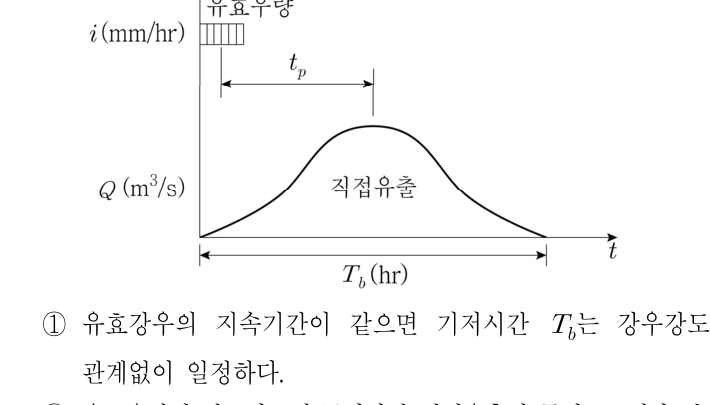 유효우량
i(mm/hr)
t_p
Q (m³/s)
직접유출
t
T_b(hr)
① 유효강우의 지속기간이 같으면 기저시간 T_b는 강우강도
관계없이 일정하다.